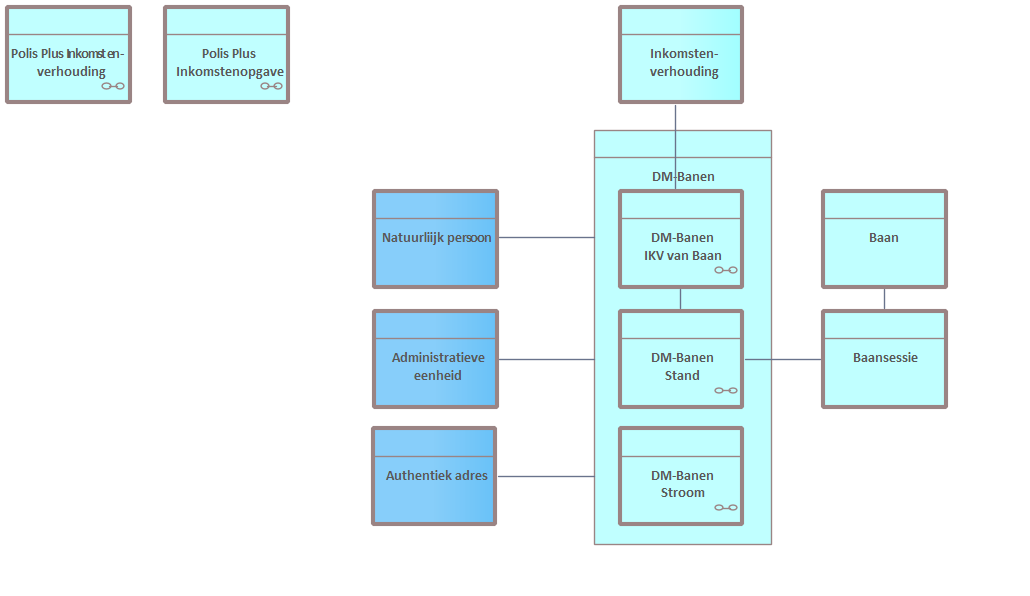 Polis Plus Inkomsten-
verhouding
Polis Plus
Inkomstenopgave
Inkomsten-
verhouding
DM-Banen
Natuurliijk persoon
DM-Banen
IKV van Baan
Baan
Administratieve
eenheid
DM-Banen
Stand
Baansessie
Authentiek adres
DM-Banen
Stroom